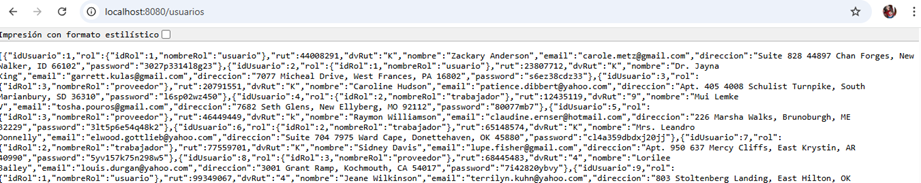 localhost:8080/usuarios
Impresión con formato estilístico
[{"idUsuario":1,"rol":{"idRol":1,"nombreRol":"usuario"},"rut":44008291,"dvRut":"K","nombre":"Zackary Anderson","email":"carole.metz@gmail.com","direccion":"Suite 828 44897 Chan Forges, New
Walker, ID 66102","password":"3027p33l4l8g23"},{"idUsuario":2,"rol":{"idRol":1,"nombreRol":"usuario"},"rut":23807712,"dvRut":"K","nombre":"Dr. Jayna
King","email":"garrett.kulas@gmail.com","direccion":"7077 Micheal Drive, West Frances, PA 16802","password":"s6ez38cdz33"},{"idUsuario":3,"rol":
{"idRol":3,"nombreRol":"proveedor"},"rut":20791551,"dvRut":"K","nombre":"Caroline Hudson","email":"patience.dibbert@yahoo.com","direccion":"Apt. 405 4008 Schulist Turnpike, South
Marianbury, SD 36310","password":"l6sp02wz450"},{"idUsuario":4,"rol":{"idRol":2,"nombreRol":"trabajador"},"rut":12435119,"dvRut":"9","nombre":"Mui Lemke
V","email":"tosha.pouros@gmail.com","direccion":"7682 Seth Glens, New Ellyberg, MO 92112","password":"80077mb7"},{"idUsuario":5,"rol":
{"idRol":3,"nombreRol":"proveedor"},"rut":46449449,"dvRut":"k","nombre":"Raymon Williamson","email":"claudine.ernser@hotmail.com","direccion":"226 Marsha Walks, Brunoburgh, ME
32229","password":"3lt5p6e54q48k2"},{"idUsuario":6,"rol":{"idRol":2,"nombreRol":"trabajador"},"rut":65148574,"dvRut":"K","nombre":"Mrs. Leandro
Donnelly","email":"elwood.gottlieb@yahoo.com","direccion":"Suite 704 7975 Ward Cape, Donettehaven, OK 45880","password":"cl4a359dbdxj20jj"},{"idUsuario":7,"rol":
{"idRol":2,"nombreRol":"trabajador"},"rut":77559701,"dvRut":"K","nombre":"Sidney Davis","email":"lupe.fisher@gmail.com","direccion":"Apt. 950 637 Mercy Cliffs, East Krystin, AR
40990","password":"5yv157k75n298w5"},{"idUsuario":8,"rol":{"idRol":3,"nombreRol":"proveedor"},"rut":68445483,"dvRut":"4","nombre":"Lorilee
Bailey","email":"louis.durgan@yahoo.com","direccion":"3001 Grant Ramp, Kochmouth, CA 54017","password":"7i42820ybvy"},{"idUsuario":9,"rol":
{"idRol":1,"nombreRol":"usuario"},"rut":99349067,"dvRut":"4","nombre":"Jeane Wilkinson","email":"terrilyn.kuhn@yahoo.com","direccion":"803 Stoltenberg Landing, East Hilton, OK